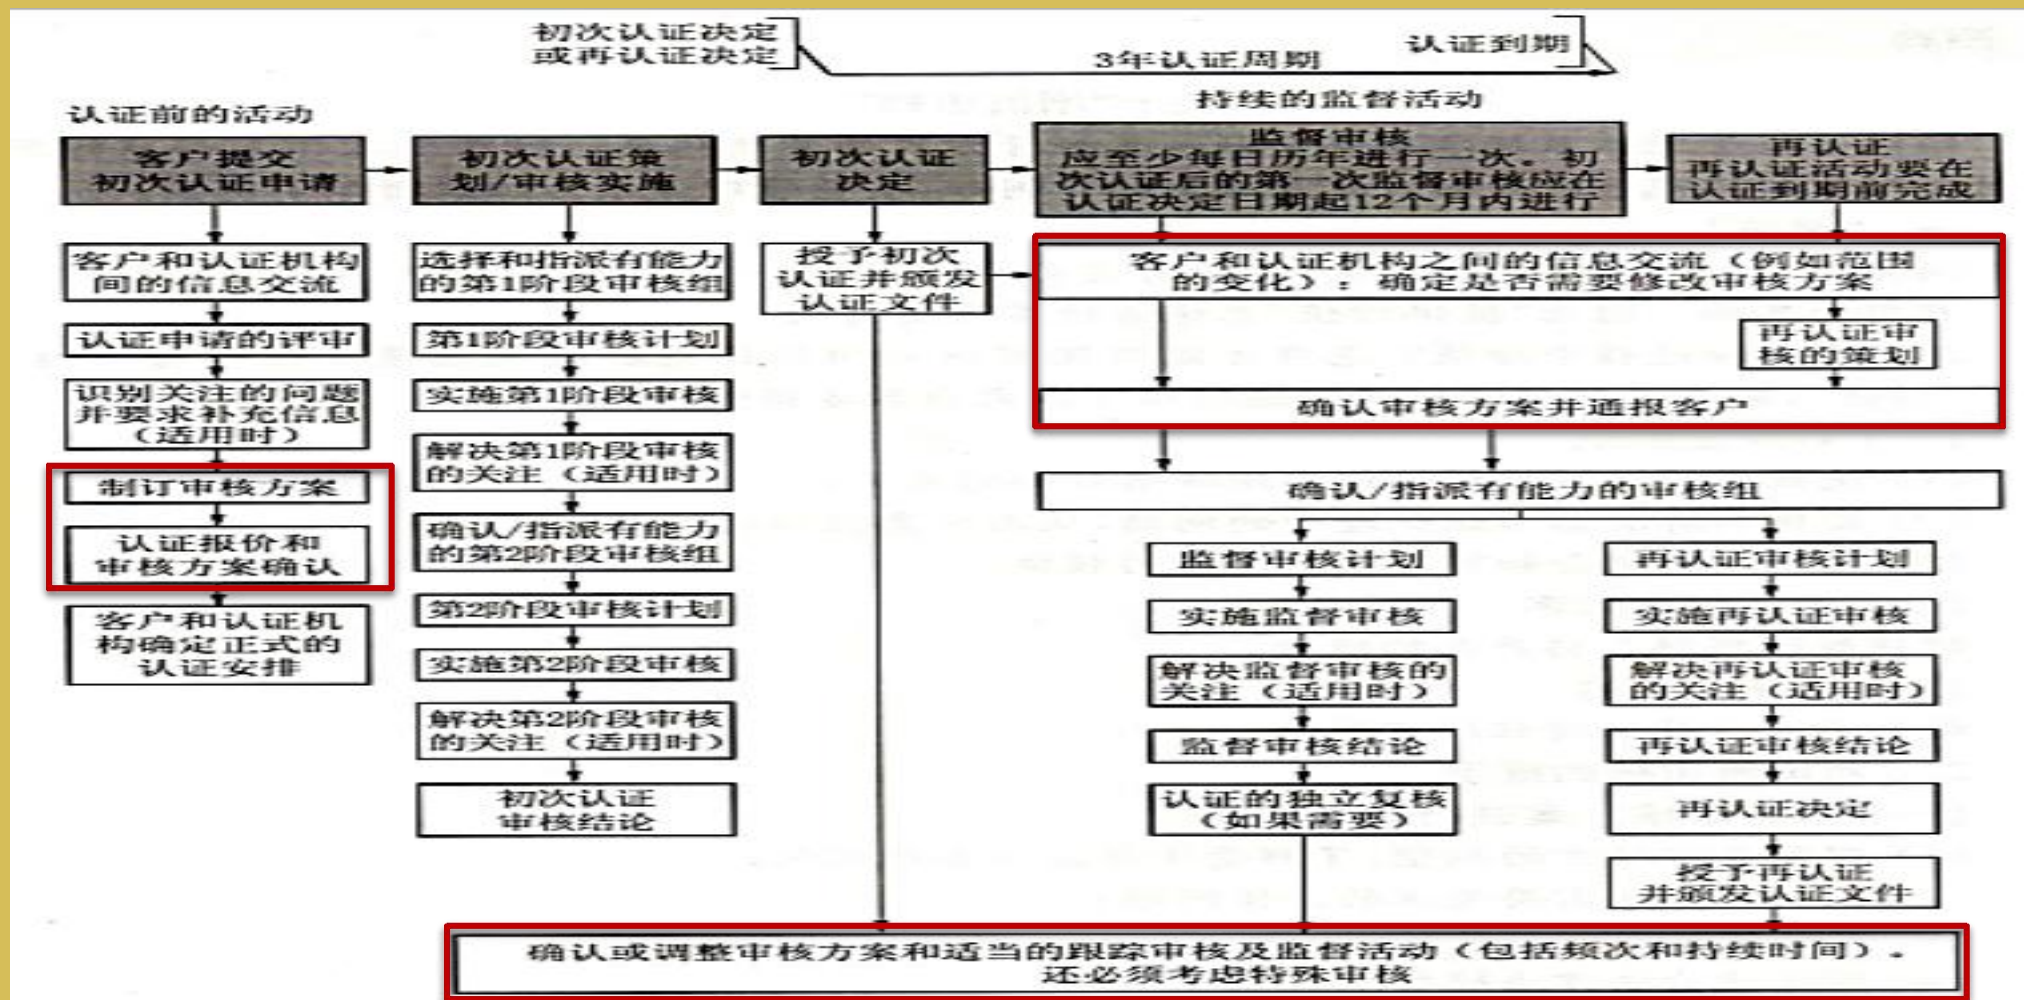 初次认证决定
或再认证决定
3年认证周期
认证到期
认证前的活动
持续的监督活动
客户提交
初次认证申请
初次认证策
划/审核实施
初次认证
决定
监督审核
应至少每日历年进行一次。初
次认证后的第一次监督审核应在
认证决定日期起12个月内进行
再认证
再认证活动要在
认证到期前完成
客户和认证机构
间的信息交流
认证申请的评审
识别关注的问题
并要求补充信息
（适用时）
制订审核方案
认证报价和
审核方案确认
客户和认证机
构确定正式的
认证安排
选择和指派有能力
的第1阶段审核组
第1阶段审核计划
实施第1阶段审核
解决第1阶段审核
的关注（适用时）
确认/指派有能力
的第2阶段审核组
第2阶段审核计划
实施第2阶段审核
解决第2阶段审核
的关注（适用时）
初次认证
审核结论
授予初次
认证并颁发
认证文件
客户和认证机构之间的信息交流（例如范围
的变化）：确定是否需要修改审核方案
再认证审
核的策划
确认审核方案并通报客户
确认/指派有能力的审核组
监督审核计划
实施监督审核
解决监督审核的
关注（适用时）
监督审核结论
认证的独立复核
（如果需要）
再认证审核计划
实施再认证审核
解决再认证审核
的关注（适用时）
再认证审核结论
再认证决定
授予再认证
并颁发认证文件
确认或调整审核方案和适当的跟踪审核及监督活动（包括频次和持续时间）。
还必须考虑特殊审核